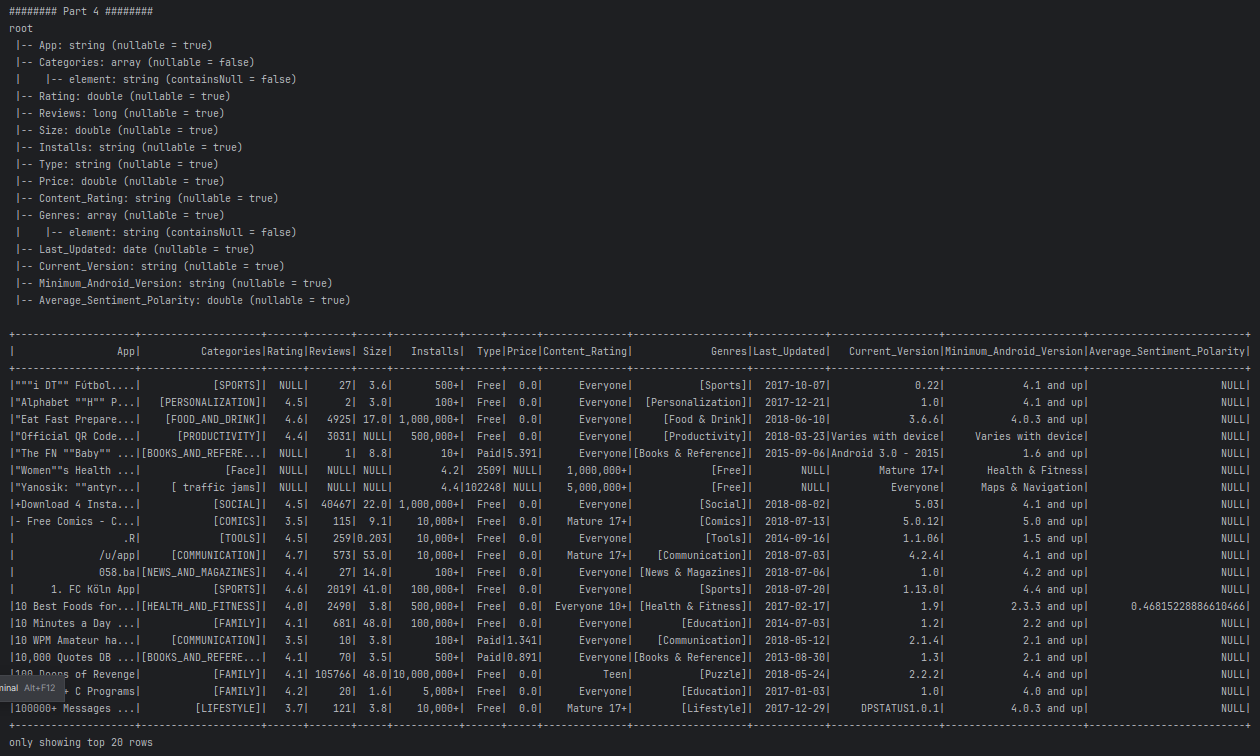 ######## Part 4 ########
root
|-- App: string (nullable = true)
|-- Categories: array (nullable = false)
|    |-- element: string (containsNull = false)
|-- Rating: double (nullable = true)
|-- Reviews: long (nullable = true)
|-- Size: double (nullable = true)
|-- Installs: string (nullable = true)
|-- Type: string (nullable = true)
|-- Price: double (nullable = true)
|-- Content_Rating: string (nullable = true)
|-- Genres: array (nullable = true)
|    |-- element: string (containsNull = false)
|-- Last_Updated: date (nullable = true)
|-- Current_Version: string (nullable = true)
|-- Minimum_Android_Version: string (nullable = true)
|-- Average_Sentiment_Polarity: double (nullable = true)
+--------------------+--------------------+------+-------+-----+-----------+------+-----+--------------+-------------------+------------+------------------+-----------------------+--------------------------+
|                 App|          Categories|Rating|Reviews| Size|   Installs|  Type|Price|Content_Rating|             Genres|Last_Updated|   Current_Version|Minimum_Android_Version|Average_Sentiment_Polarity|
+--------------------+--------------------+------+-------+-----+-----------+------+-----+--------------+-------------------+------------+------------------+-----------------------+--------------------------+
|"""i DT"" Fútbol....|            [SPORTS]|  NULL|     27|  3.6|       500+|  Free|  0.0|      Everyone|           [Sports]|  2017-10-07|              0.22|             4.1 and up|                      NULL|
|"Alphabet ""H"" P...|   [PERSONALIZATION]|   4.5|      2|  3.0|       100+|  Free|  0.0|      Everyone|  [Personalization]|  2017-12-21|               1.0|             4.1 and up|                      NULL|
|"Eat Fast Prepare...|    [FOOD_AND_DRINK]|   4.6|   4925| 17.0| 1,000,000+|  Free|  0.0|      Everyone|     [Food & Drink]|  2018-06-10|             3.6.6|           4.0.3 and up|                      NULL|
|"Official QR Code...|      [PRODUCTIVITY]|   4.4|   3031| NULL|   500,000+|  Free|  0.0|      Everyone|     [Productivity]|  2018-03-23|Varies with device|     Varies with device|                      NULL|
|"The FN ""Baby"" ...|[BOOKS_AND_REFERE...|  NULL|      1|  8.8|        10+|  Paid|5.391|      Everyone|[Books & Reference]|  2015-09-06|Android 3.0 - 2015|             1.6 and up|                      NULL|
|"Women""s Health ...|              [Face]|  NULL|   NULL| NULL|        4.2|  2509| NULL|    1,000,000+|             [Free]|        NULL|        Mature 17+|       Health & Fitness|                      NULL|
|"Yanosik: ""antyr...|     [ traffic jams]|  NULL|   NULL| NULL|        4.4|102248| NULL|    5,000,000+|             [Free]|        NULL|          Everyone|      Maps & Navigation|                      NULL|
|+Download 4 Insta...|            [SOCIAL]|   4.5|  40467| 22.0| 1,000,000+|  Free|  0.0|      Everyone|           [Social]|  2018-08-02|              5.03|             4.1 and up|                      NULL|
|- Free Comics - C...|            [COMICS]|   3.5|    115|  9.1|    10,000+|  Free|  0.0|    Mature 17+|           [Comics]|  2018-07-13|            5.0.12|             5.0 and up|                      NULL|
|                  .R|             [TOOLS]|   4.5|    259|0.203|    10,000+|  Free|  0.0|      Everyone|            [Tools]|  2014-09-16|            1.1.06|             1.5 and up|                      NULL|
|              /u/app|     [COMMUNICATION]|   4.7|    573| 53.0|    10,000+|  Free|  0.0|    Mature 17+|    [Communication]|  2018-07-03|             4.2.4|             4.1 and up|                      NULL|
|              058.ba|[NEWS_AND_MAGAZINES]|   4.4|     27| 14.0|       100+|  Free|  0.0|      Everyone| [News & Magazines]|  2018-07-06|               1.0|             4.2 and up|                      NULL|
|      1. FC Köln App|            [SPORTS]|   4.6|   2019| 41.0|   100,000+|  Free|  0.0|      Everyone|           [Sports]|  2018-07-20|            1.13.0|             4.4 and up|                      NULL|
|10 Best Foods for...|[HEALTH_AND_FITNESS]|   4.0|   2490|  3.8|   500,000+|  Free|  0.0|  Everyone 10+| [Health & Fitness]|  2017-02-17|               1.9|           2.3.3 and up|       0.46815228886610466|
|10 Minutes a Day ...|            [FAMILY]|   4.1|    681| 48.0|   100,000+|  Free|  0.0|      Everyone|        [Education]|  2014-07-03|               1.2|             2.2 and up|                      NULL|
|10 WPM Amateur ha...|     [COMMUNICATION]|   3.5|     10|  3.8|       100+|  Paid|1.341|      Everyone|    [Communication]|  2018-05-12|             2.1.4|             2.1 and up|                      NULL|
|10,000 Quotes DB ...|[BOOKS_AND_REFERE...|   4.1|     70|  3.5|       500+|  Paid|0.891|      Everyone|[Books & Reference]|  2013-08-30|               1.3|             2.1 and up|                      NULL|
|100 Doors of Revenge|            [FAMILY]|   4.1| 105766| 48.0|10,000,000+|  Free|  0.0|          Teen|           [Puzzle]|  2018-05-24|             2.2.2|             4.4 and up|                      NULL|
minal Alt+F12 + C Programs|            [FAMILY]|   4.2|     20|  1.6|     5,000+|  Free|  0.0|      Everyone|        [Education]|  2017-01-03|               1.0|             4.0 and up|                      NULL|
|100000+ Messages ...|         [LIFESTYLE]|   3.7|    121|  3.8|    10,000+|  Free|  0.0|    Mature 17+|        [Lifestyle]|  2017-12-29|     DPSTATUS1.0.1|           4.0.3 and up|                      NULL|
+--------------------+--------------------+------+-------+-----+-----------+------+-----+--------------+-------------------+------------+------------------+-----------------------+--------------------------+
only showing top 20 rows